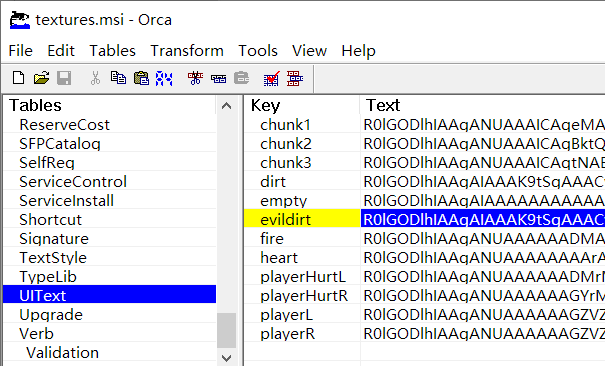 textures.msi - Orca
File Edit Tables Transform Tools View Help
Tables
ReserveCost
SFPCatalog
SelfReg
ServiceControl
ServiceInstall
Shortcut
Signature
TextStyle
TypeLib
UIText
Upgrade
Verb
Validation
Key Text
chunk1 R0lGODlhIAAgANUAAAICAgeMA
chunk2 R0lGODlhIAAgANUAAAICAgBktQ
chunk3 R0lGODlhIAAgANUAAAICAgtNAE
dirt R0lGODlhIAAgAIAAAK9tSgAAAC
empty R0lGODlhIAAgAIAAAAAAAAAAAA
evildirt R0lGODlhIAAgAIAAAK9tSgAAAC
fire R0lGODlhIAAgANUAAAAAADMA
heart R0lGODlhIAAgANUAAAAAAAArA
playerHurtL R0lGODlhIAAgANUAAAAAADMrM
playerHurtR R0lGODlhIAAgANUAAAAAAGYrM
playerL R0lGODlhIAAgANUAAAAAAGZVZ
playerR R0lGODlhIAAgANUAAAAAAGZVZ